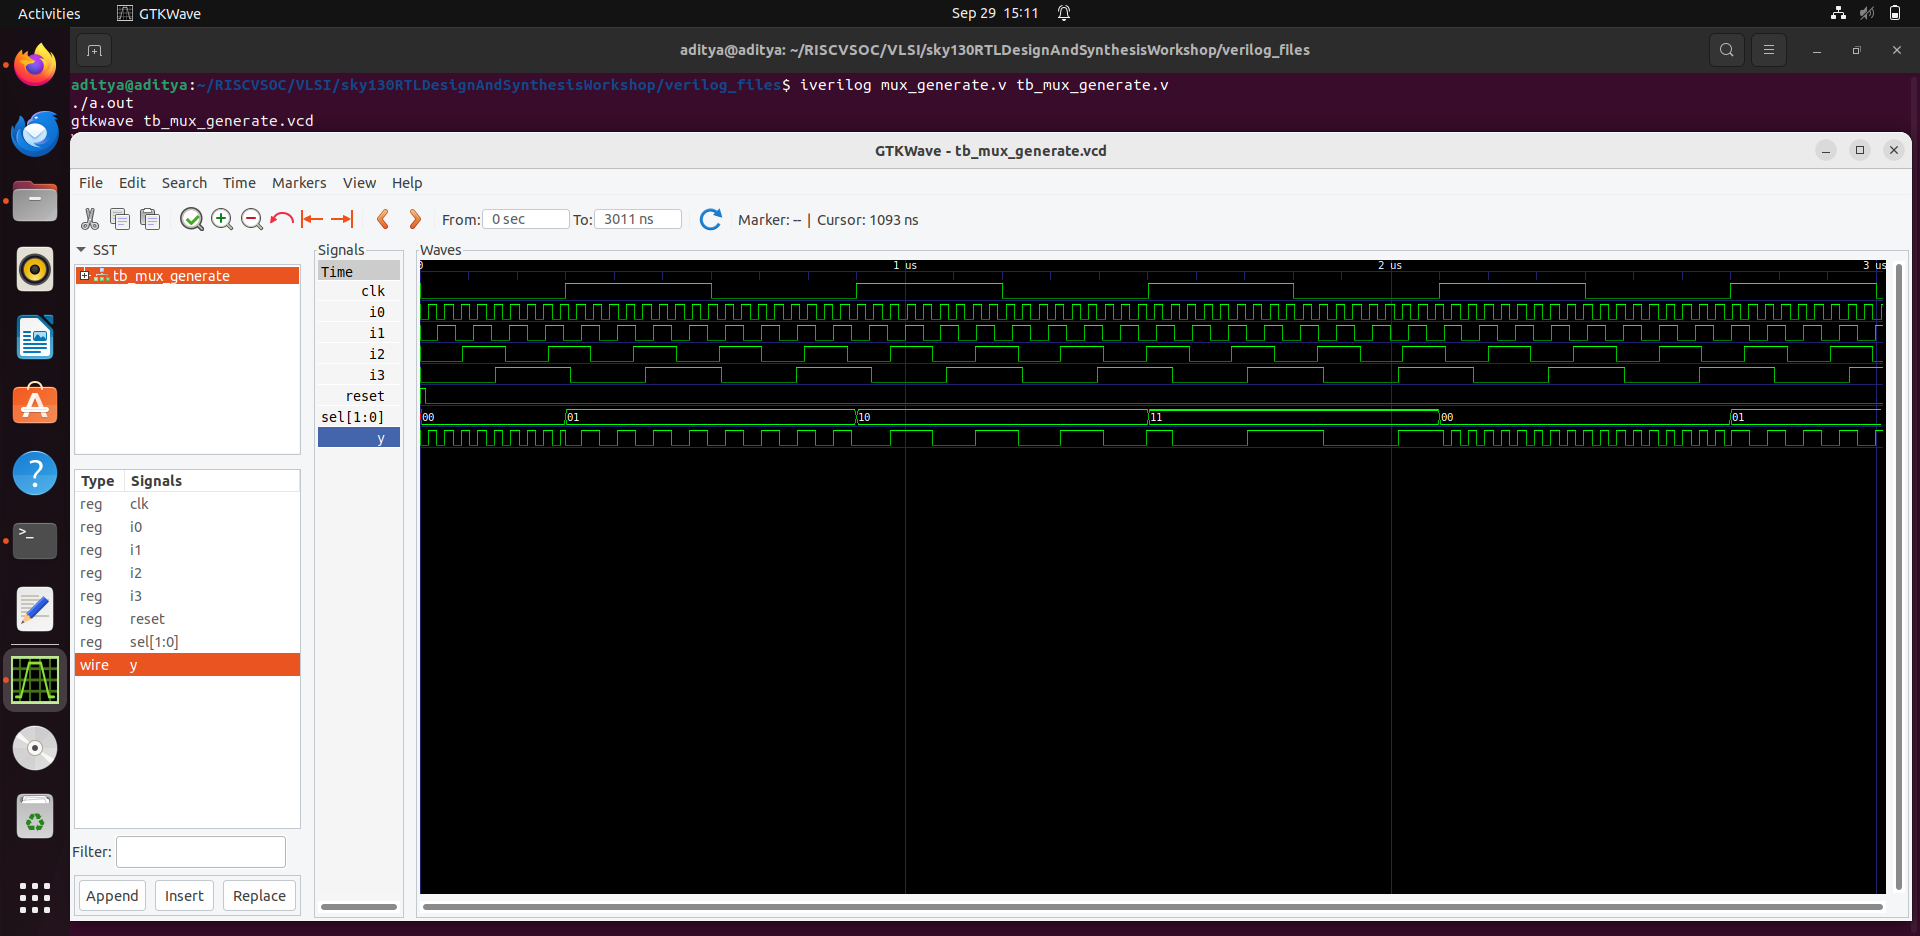 Activities GTKWave Sep 29 15:11
aditya@aditya: ~/RISCVSOC/VLSI/sky130RTLDesignAndSynthesisWorkshop/verilog_files
aditya@aditya:~/RISCVSOC/VLSI/sky130RTLDesignAndSynthesisWorkshop/verilog_files$ iverilog mux_generate.v tb_mux_generate.v
./a.out
gtkwave tb_mux_generate.vcd
GTKWave - tb_mux_generate.vcd
File Edit Search Time Markers View Help
From: 0 sec To: 3011 ns Marker: -- | Cursor: 1093 ns
SST
tb_mux_generate
Type Signals
reg clk
reg i0
reg i1
reg i2
reg i3
reg reset
reg sel[1:0]
wire y
Filter:
Append Insert Replace
Signals
Time
clk
i0
i1
i2
i3
reset
sel[1:0]
y
Waves
0 1 us 2 us 3 us
00 01 10 11 00 01